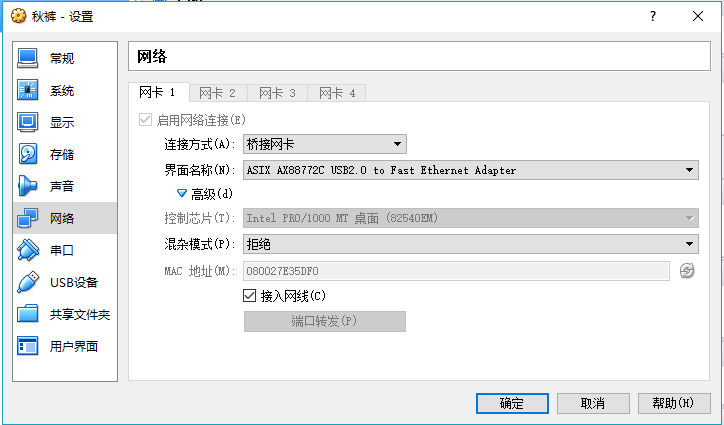 秋裤 - 设置
? ×
常规
系统
显示
存储
声音
网络
串口
USB设备
共享文件夹
用户界面
网络
网卡 1 网卡 2 网卡 3 网卡 4
启用网络连接(E)
连接方式(A): 桥接网卡
界面名称(N): ASIX AX88772C USB2.0 to Fast Ethernet Adapter
高级(d)
控制芯片(T): Intel PRO/1000 MT 桌面 (82540EM)
混杂模式(P): 拒绝
MAC 地址(M): 080027E35DF0
接入网线(C)
端口转发(P)
确定 取消 帮助(H)